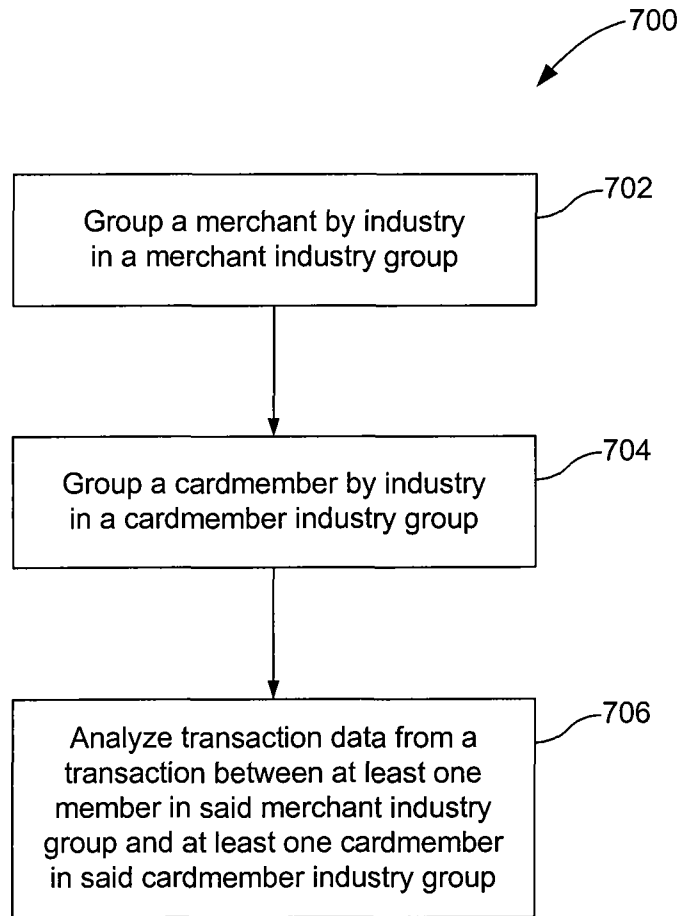 700
702
Group a merchant by industry
in a merchant industry group
704
Group a cardmember by industry
in a cardmember industry group
706
Analyze transaction data from a
transaction between at least one
member in said merchant industry
group and at least one cardmember
in said cardmember industry group